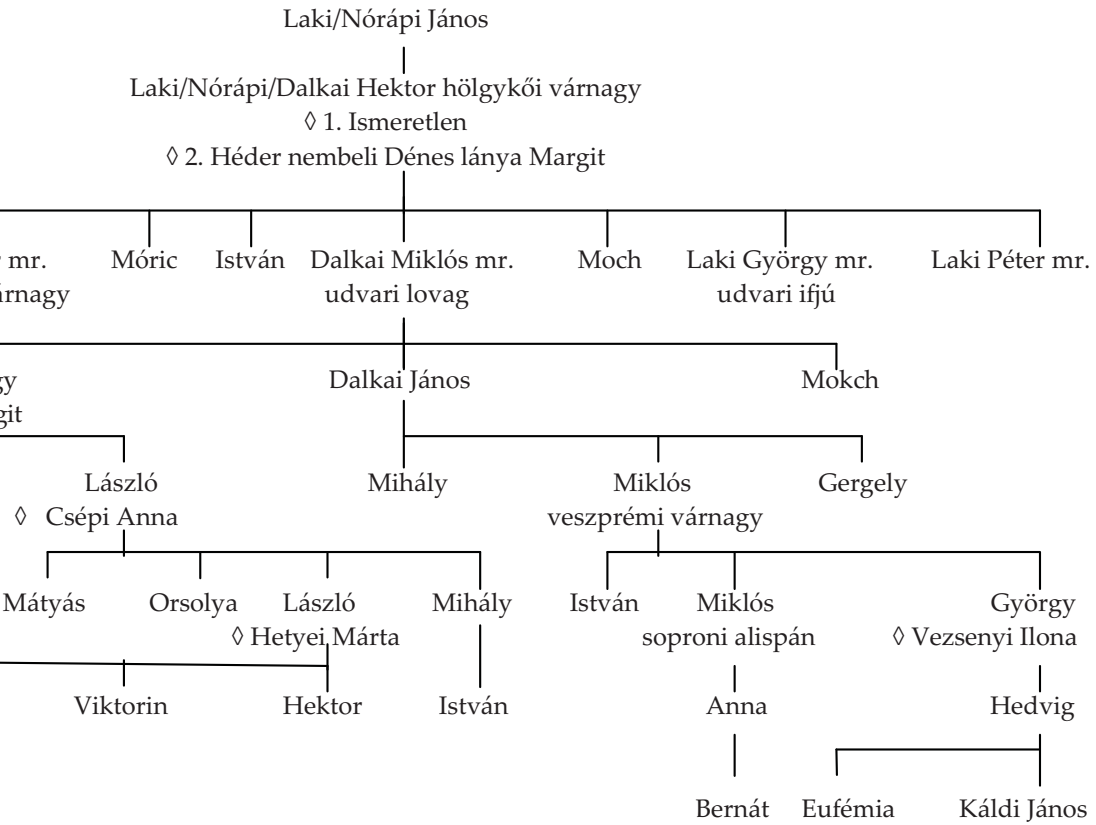 Laki/Nórápi János
Laki/Nórápi/Dalkai Hektor hölgykői várnagy
◊ 1. Ismeretlen
◊ 2. Héder nembeli Dénes lánya Margit
mr. Móric István Dalkai Miklós mr. Moch Laki György mr. Laki Péter mr.
udvari lovag udvari ifjú
Dalkai János Mokch
László Mihály Miklós Gergely
◊ Csépi Anna veszprémi várnagy
Mátyás Orsolya László Mihály István Miklós György
◊ Hetyei Márta soproni alispán ◊ Vezsenyi Ilona
Viktorin Hektor István Anna Hedvig
Bernát Eufémia Káldi János